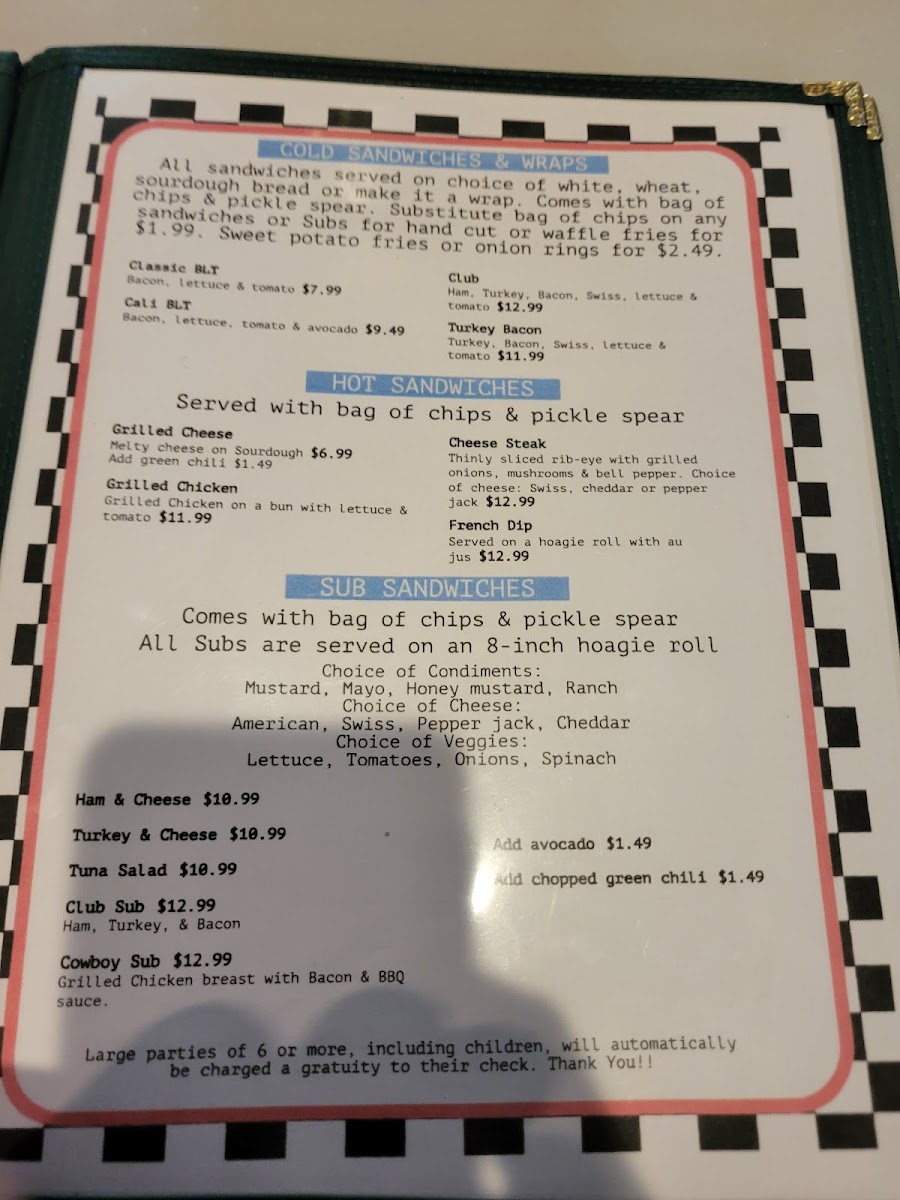 COLD SANDWICHES & WRAPS
All sandwiches served on choice of white, wheat,
sourdough bread or make it a wrap. Comes with bag of
chips & pickle spear. Substitute bag of chips on any
sandwiches or Subs for hand cut or waffle fries for
$1.99. Sweet potato fries or onion rings for $2.49.
Classic BLT
Bacon, lettuce & tomato $7.99
Cali BLT
Bacon, lettuce, tomato & avocado $9.49
Club
Ham, Turkey, Bacon, Swiss, lettuce &
tomato $12.99
Turkey Bacon
Turkey, Bacon, Swiss, lettuce &
tomato $11.99
HOT SANDWICHES
Served with bag of chips & pickle spear
Grilled Cheese
Melty cheese on Sourdough $6.99
Add green chili $1.49
Grilled Chicken
Grilled Chicken on a bun with lettuce &
tomato $11.99
Cheese Steak
Thinly sliced rib-eye with grilled
onions, mushrooms & bell pepper. Choice
of cheese: Swiss, cheddar or pepper
jack $12.99
French Dip
Served on a hoagie roll with au
jus $12.99
SUB SANDWICHES
Comes with bag of chips & pickle spear
All Subs are served on an 8-inch hoagie roll
Choice of Condiments:
Mustard, Mayo, Honey mustard, Ranch
Choice of Cheese:
American, Swiss, Pepper jack, Cheddar
Choice of Veggies:
Lettuce, Tomatoes, Onions, Spinach
Ham & Cheese $10.99
Turkey & Cheese $10.99
Tuna Salad $10.99
Club Sub $12.99
Ham, Turkey, & Bacon
Cowboy Sub $12.99
Grilled Chicken breast with Bacon & BBQ
sauce.
Add avocado $1.49
Add chopped green chili $1.49
Large parties of 6 or more, including children, will automatically
be charged a gratuity to their check. Thank You!!